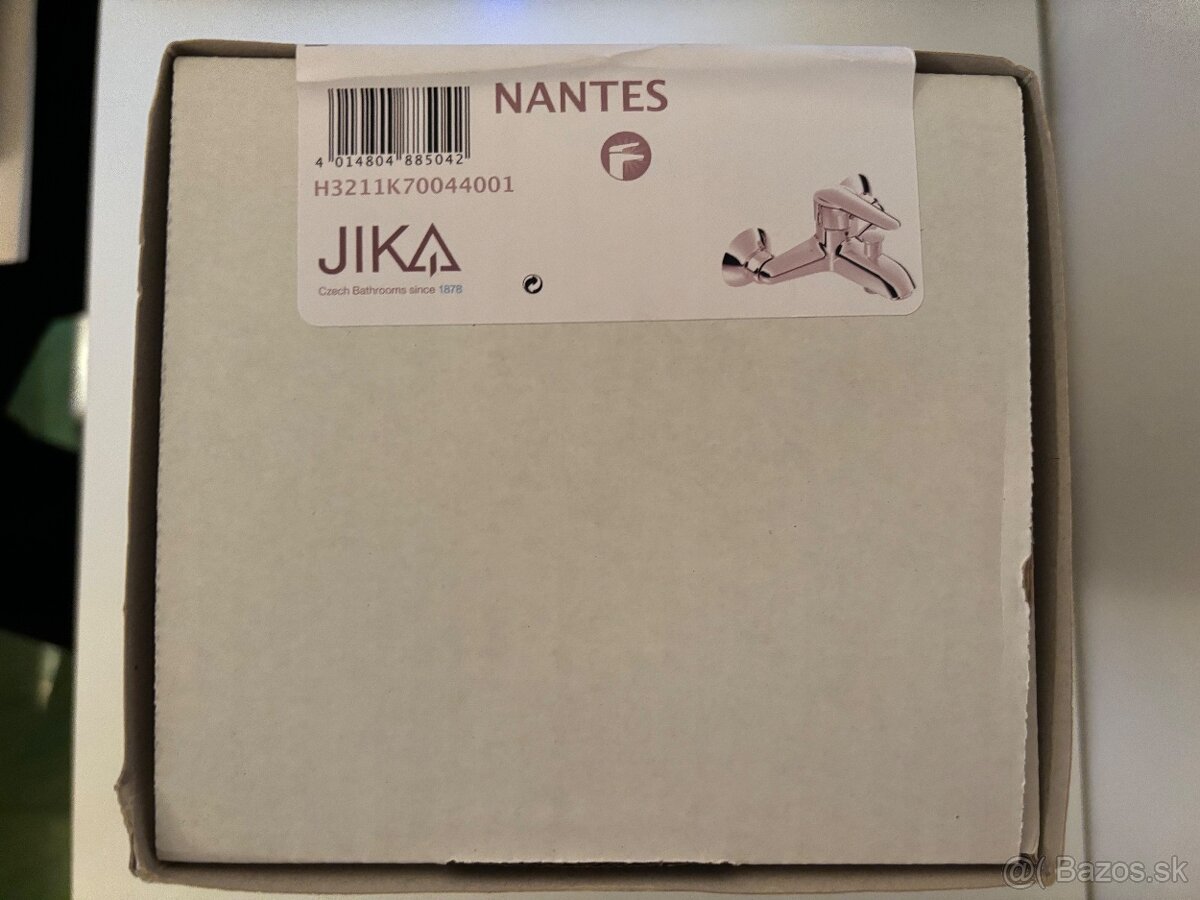 NANTES
4 014804 885042
H3211K70044001
JIKA
Czech Bathrooms since 1878
@( Bazos.sk